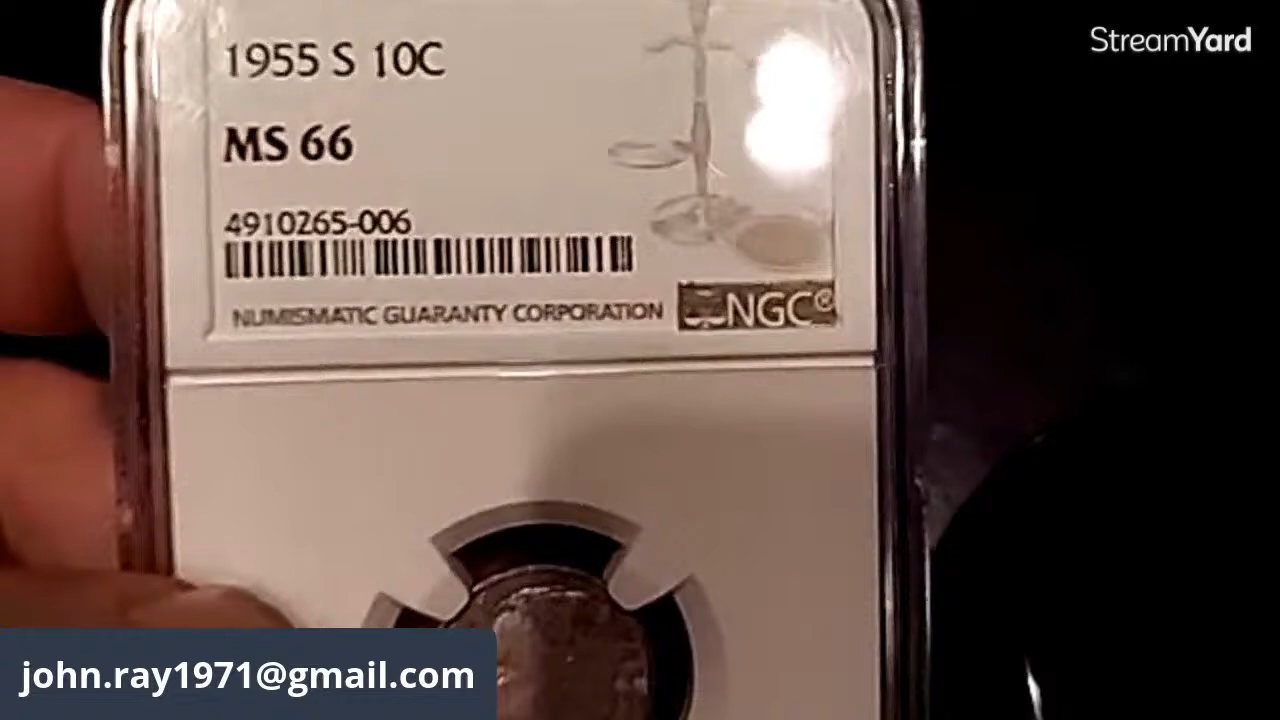 StreamYard
1955 S 10C
MS 66
4910265-006
NUMISMATIC GUARANTY CORPORATION
NGC®
john.ray1971@gmail.com